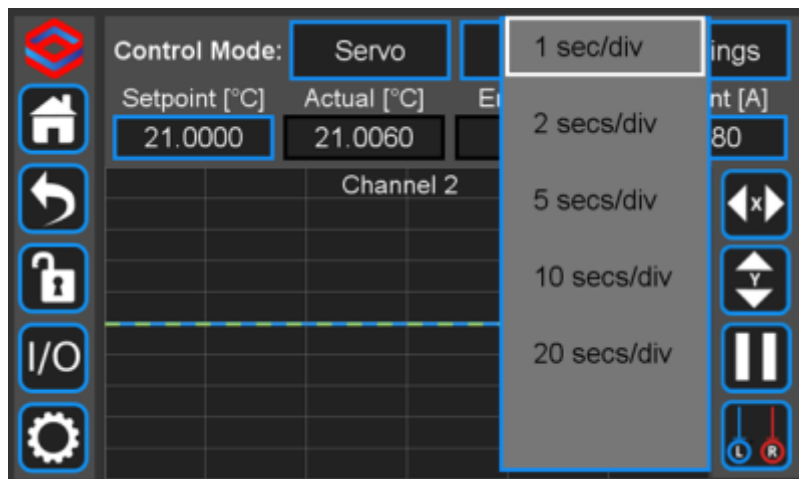 Control Mode: Servo ings
Setpoint [°C] Actual [°C] E nt [A]
21.0000 21.0060 80
Channel 2
1 sec/div
2 secs/div
5 secs/div
10 secs/div
20 secs/div
I/O
X
Y
L R